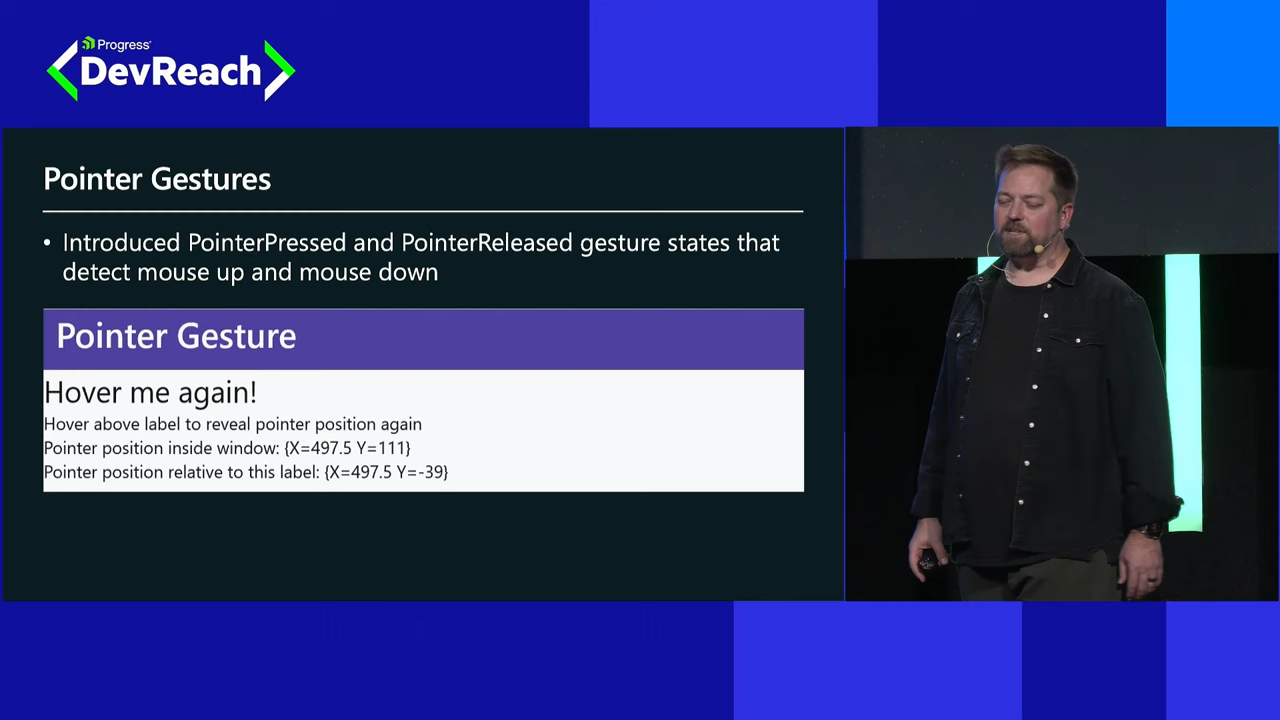 Progress
DevReach
Pointer Gestures
• Introduced PointerPressed and PointerReleased gesture states that
detect mouse up and mouse down
Pointer Gesture
Hover me again!
Hover above label to reveal pointer position again
Pointer position inside window: {X=497.5 Y=111}
Pointer position relative to this label: {X=497.5 Y=-39}